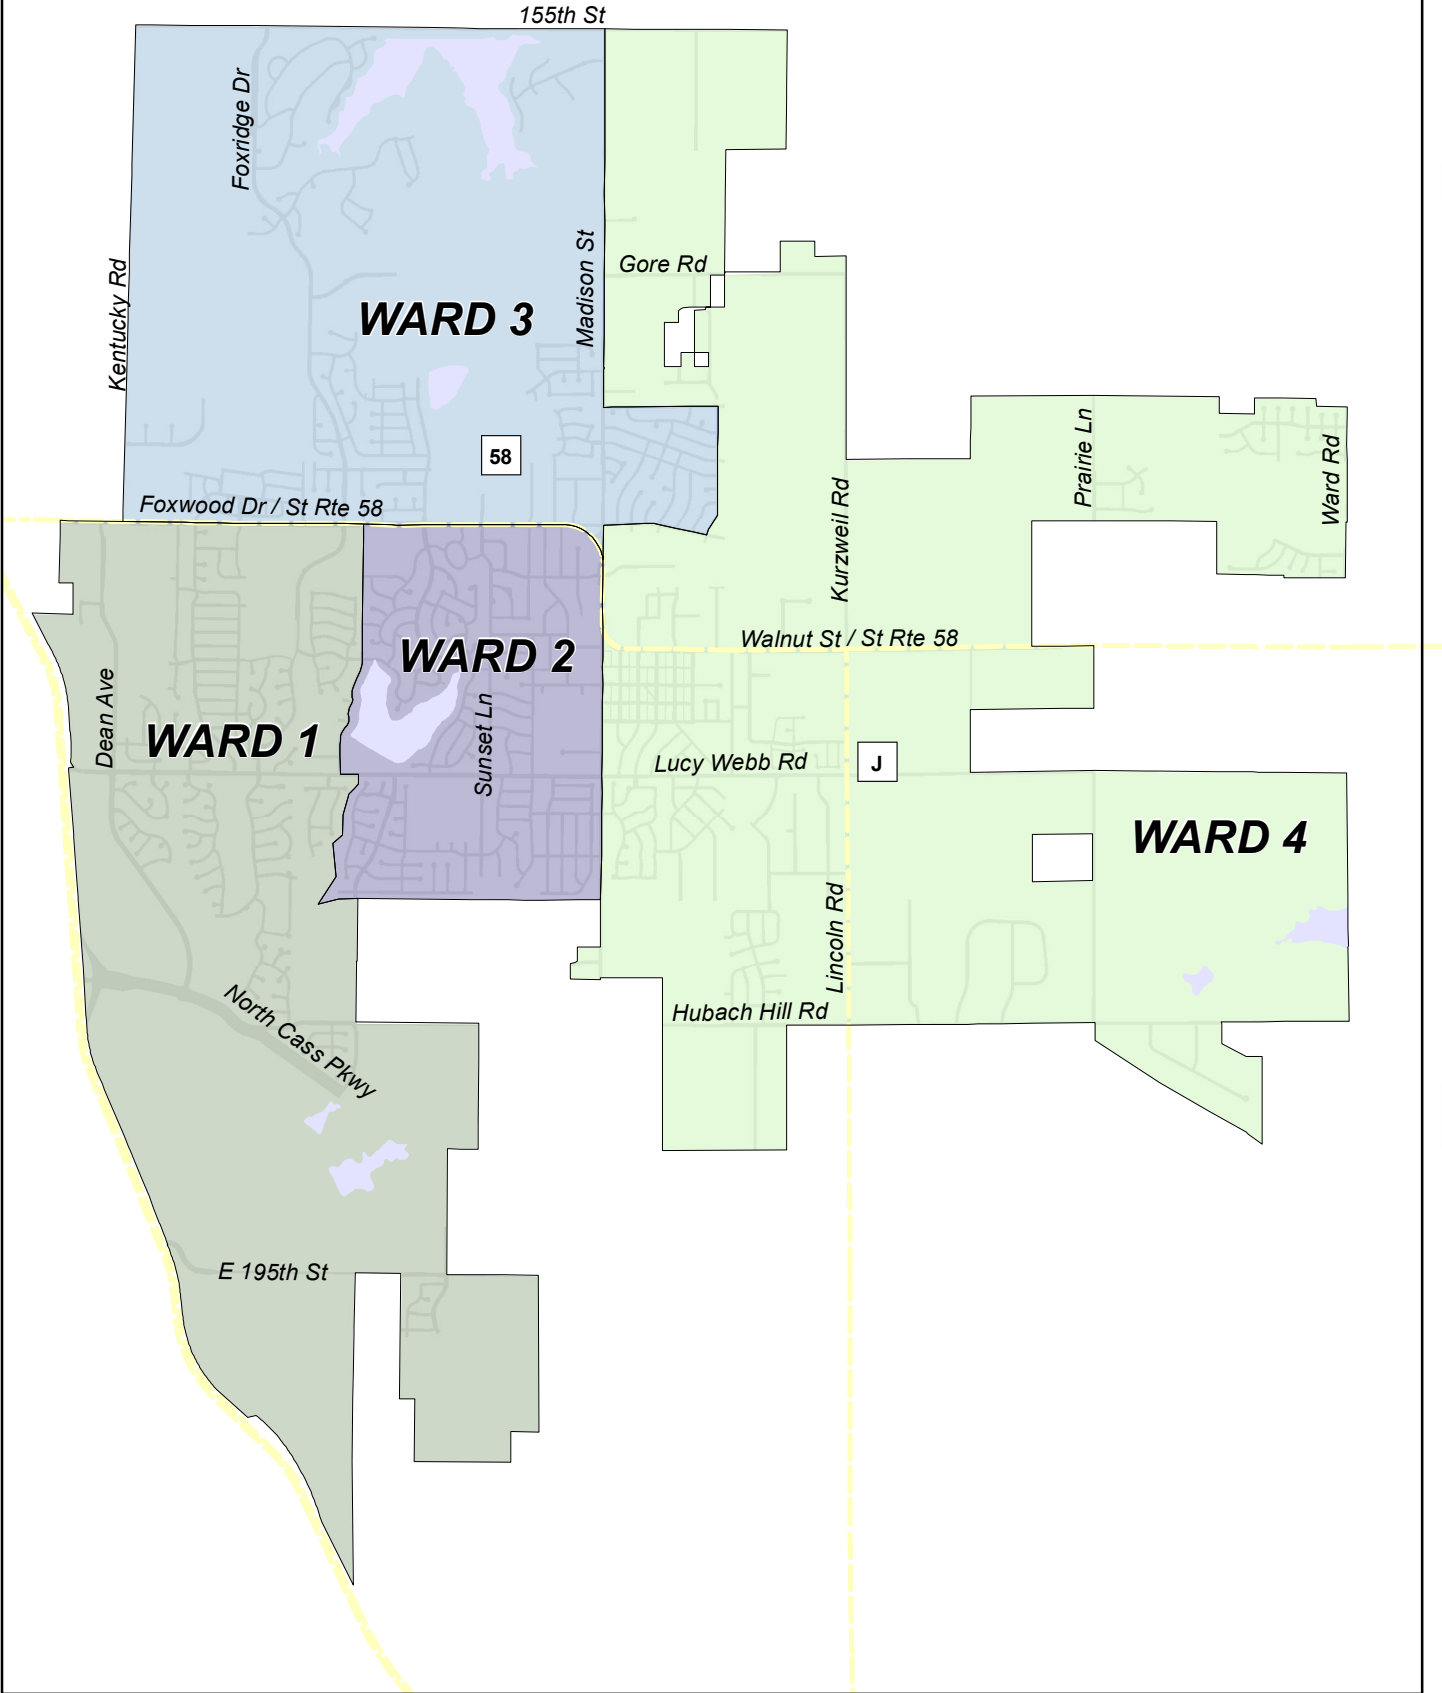 155th St
Foxridge Dr
Kentucky Rd
Madison St
Gore Rd
WARD 3
58
Prairie Ln
Ward Rd
Kurzweil Rd
Foxwood Dr / St Rte 58
Walnut St / St Rte 58
WARD 2
Dean Ave
WARD 1
Sunset Ln
Lucy Webb Rd
J
WARD 4
Lincoln Rd
North Cass Pkwy
Hubach Hill Rd
E 195th St